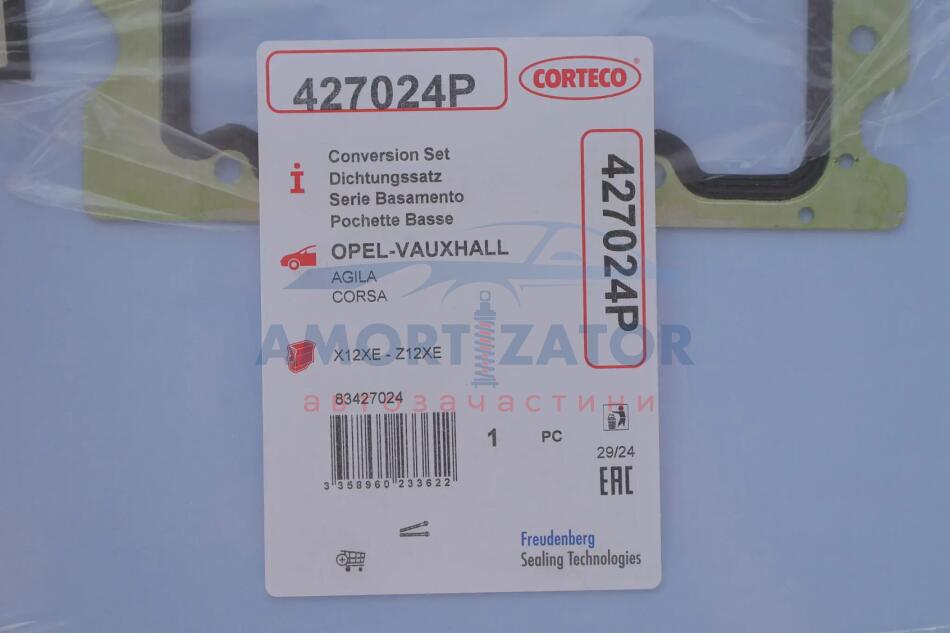 427024P
CORTECO
427024P
Conversion Set
Dichtungssatz
Serie Basamento
Pochette Basse
OPEL-VAUXHALL
AGILA
CORSA
AMORTIZATOR
автозачастини
X12XE - Z12XE
83427024
3 358960 233622
1 PC
29/24
EAC
Freudenberg
Sealing Technologies